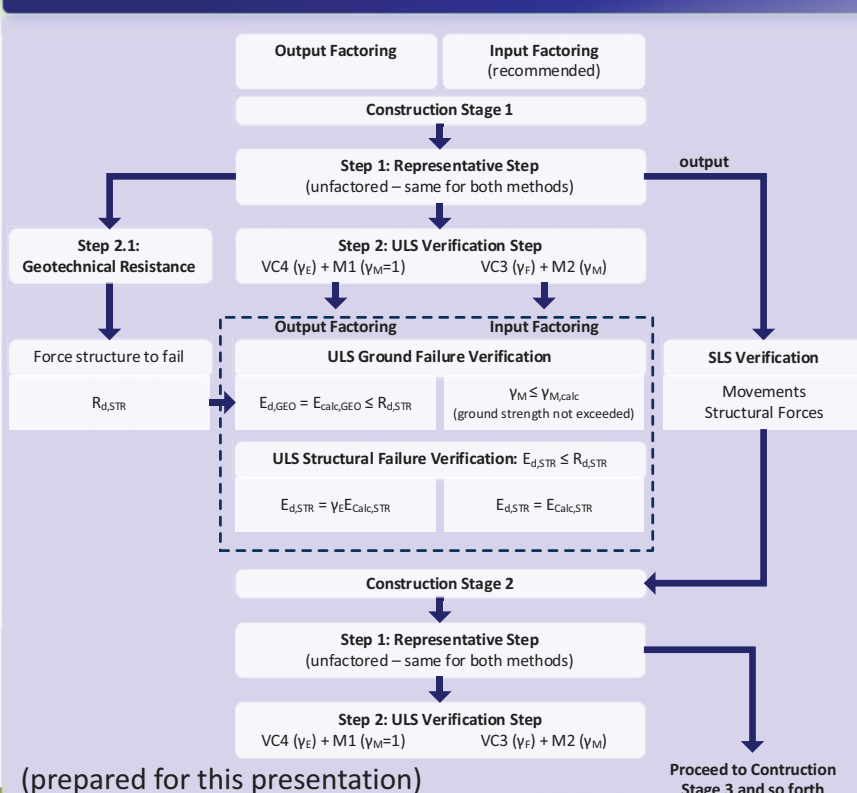 Output Factoring
Input Factoring
(recommended)
Construction Stage 1
Step 1: Representative Step
(unfactored – same for both methods)
output
Step 2.1:
Geotechnical Resistance
Step 2: ULS Verification Step
VC4 (γE) + M1 (γM=1)
VC3 (γF) + M2 (γM)
Output Factoring
Input Factoring
Force structure to fail
Rd,STR
ULS Ground Failure Verification
Ed,GEO = Ecalc,GEO ≤ Rd,STR
γM ≤ γM,calc
(ground strength not exceeded)
SLS Verification
Movements
Structural Forces
ULS Structural Failure Verification: Ed,STR ≤ Rd,STR
Ed,STR = γEECalc,STR
Ed,STR = ECalc,STR
Construction Stage 2
Step 1: Representative Step
(unfactored – same for both methods)
Step 2: ULS Verification Step
VC4 (γE) + M1 (γM=1)
VC3 (γF) + M2 (γM)
(prepared for this presentation)
Proceed to Contruction
Stage 3 and so forth